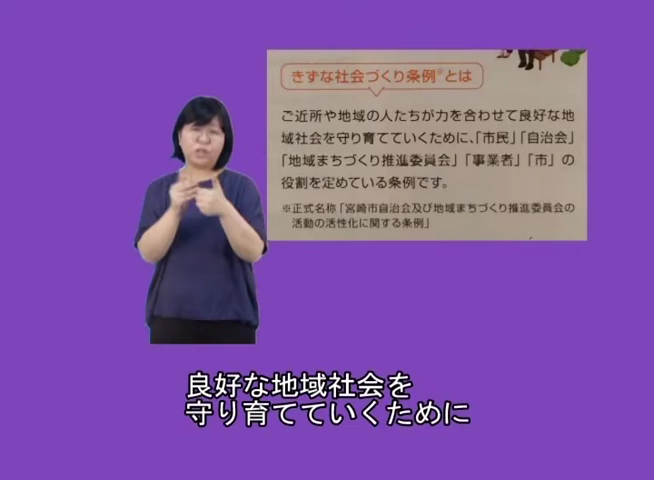 きずな社会づくり条例※とは
ご近所や地域の人たちが力を合わせて良好な地
域社会を守り育てていくために、「市民」「自治会」
「地域まちづくり推進委員会」「事業者」「市」の
役割を定めている条例です。
※正式名称「宮崎市自治会及び地域まちづくり推進委員会の
活動の活性化に関する条例」
良好な地域社会を
守り育てていくために